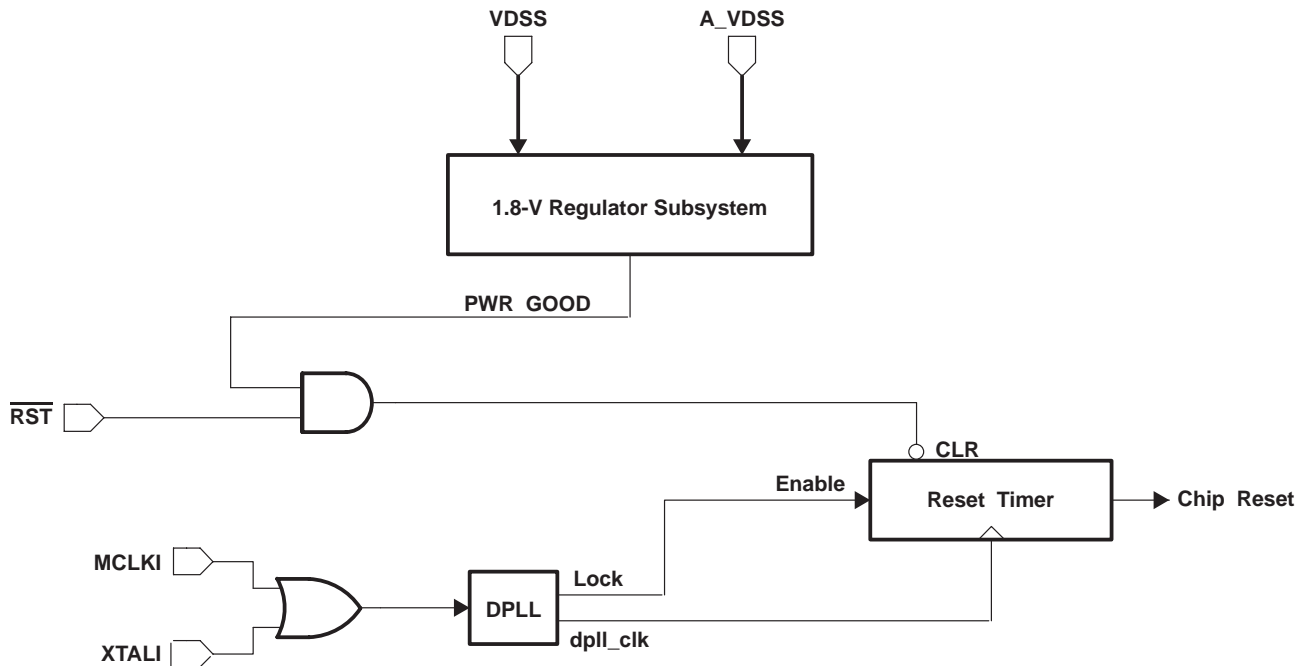 VDSS
A_VDSS
1.8-V Regulator Subsystem
PWR GOOD
RST
CLR
Enable
Reset Timer
Chip Reset
MCLKI
Lock
DPLL
dpll_clk
XTALI